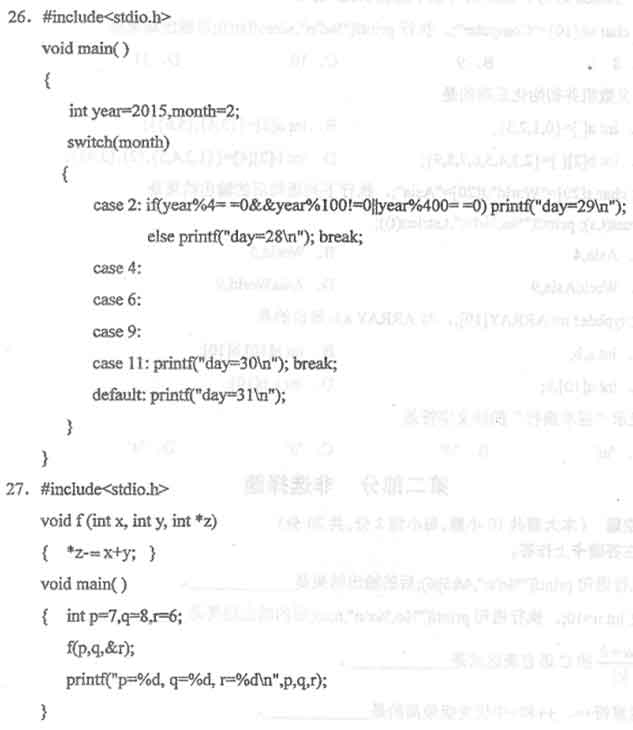 26. #include<stdio.h>
void main( )
{
int year=2015,month=2;
switch(month)
{
case 2: if(year%4= =0&&year%100!=0||year%400= =0) printf("day=29\n");
else printf("day=28\n"); break;
case 4:
case 6:
case 9:
case 11: printf("day=30\n"); break;
default: printf("day=31\n");
}
}
27. #include<stdio.h>
void f (int x, int y, int *z)
{ *z-= x+y; }
void main( )
{ int p=7,q=8,r=6;
f(p,q,&r);
printf("p=%d, q=%d, r=%d\n",p,q,r);
}